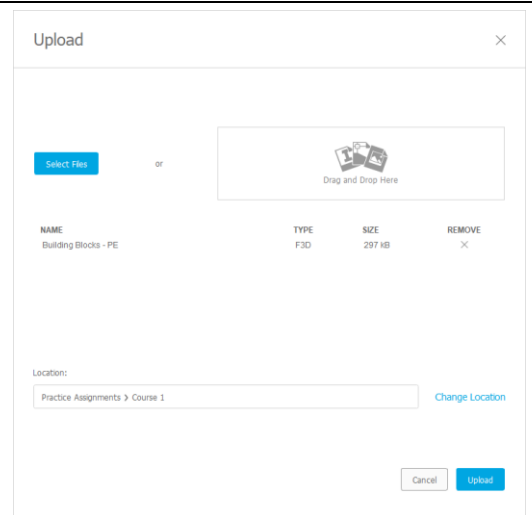 Upload
Select Files or
Drag and Drop Here
NAME TYPE SIZE REMOVE
Building Blocks - PE F3D 297 kB
Location:
Practice Assignments > Course 1 Change Location
Cancel Upload